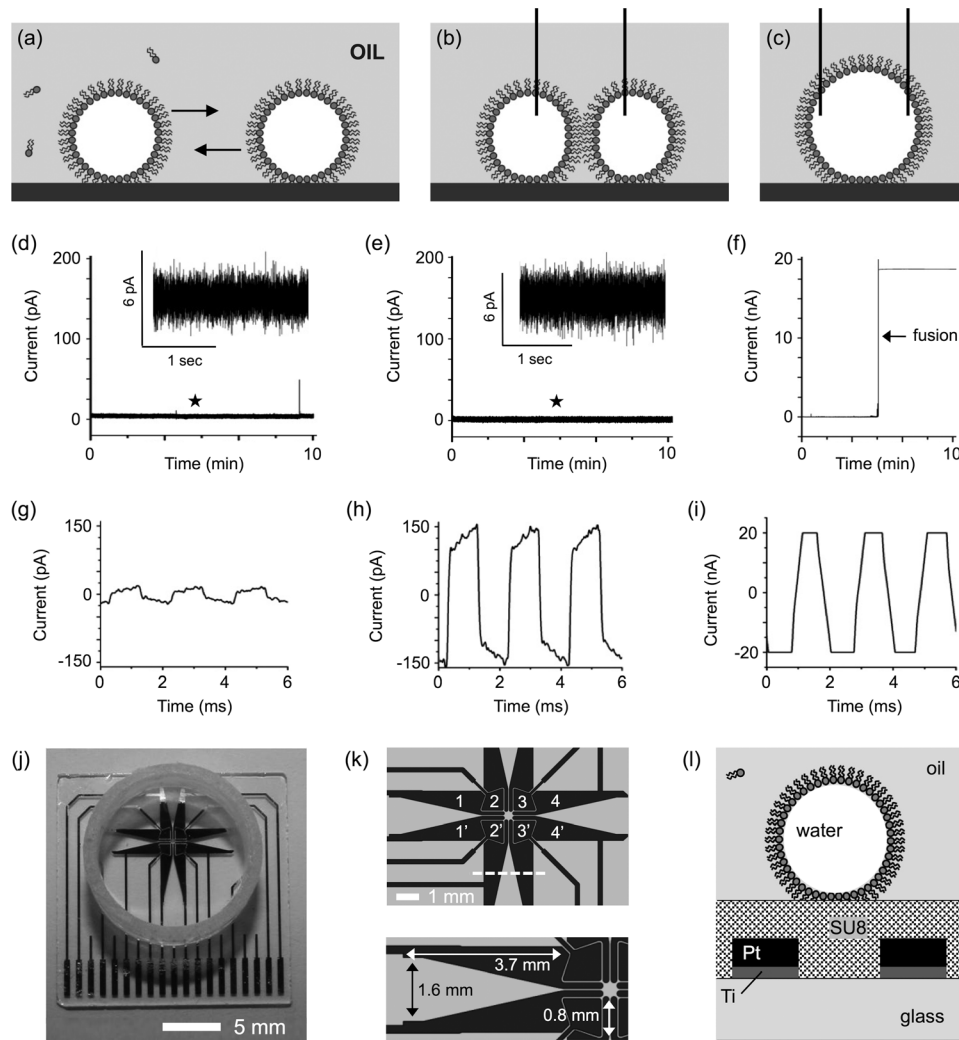 (a)
OIL
(b)
(c)
(d)
200
150
100
50
0
Current (pA)
6 pA
1 sec
★
0
10
Time (min)
(e)
200
150
100
50
0
Current (pA)
6 pA
1 sec
★
0
10
Time (min)
(f)
20
10
0
Current (nA)
fusion
0
10
Time (min)
(g)
150
0
-150
Current (pA)
0 2 4 6
Time (ms)
(h)
150
0
-150
Current (pA)
0 2 4 6
Time (ms)
(i)
20
0
-20
Current (nA)
0 2 4 6
Time (ms)
(j)
5 mm
(k)
1 2 3 4
1' 2' 3' 4'
1 mm
3.7 mm
1.6 mm
0.8 mm
(l)
oil
water
SU8
Pt
Ti
glass